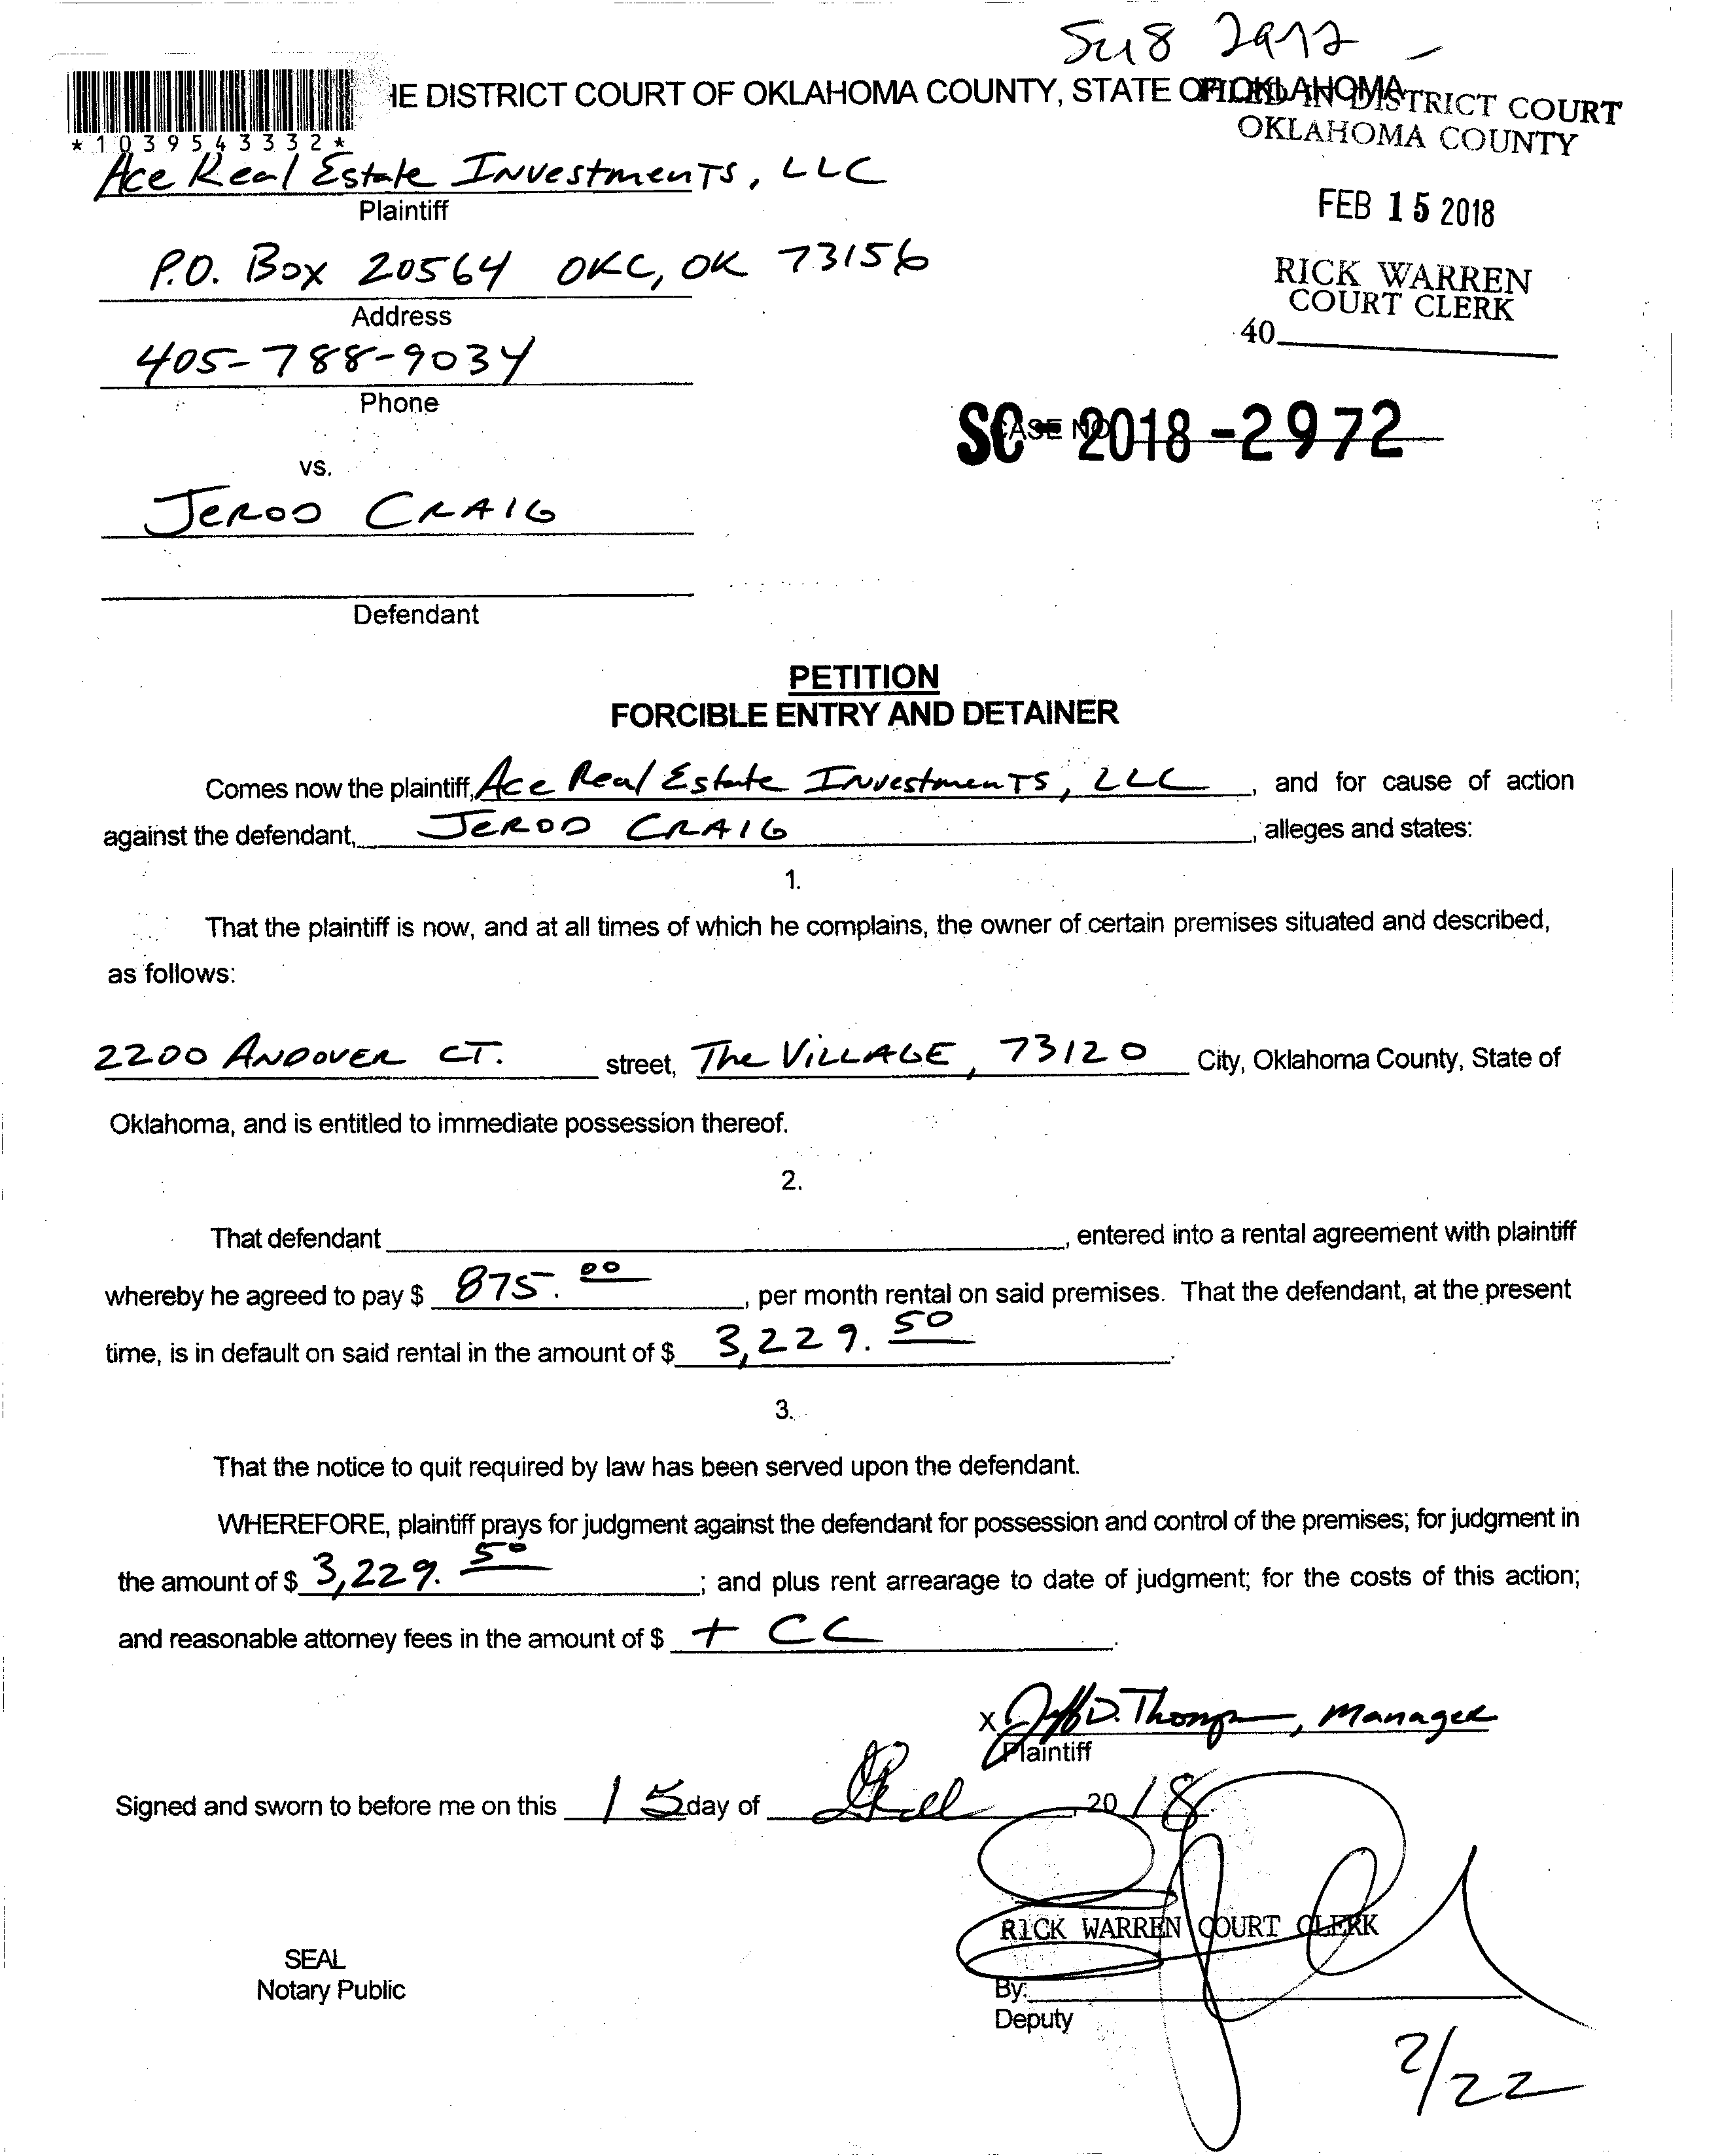 IE DISTRICT COURT OF OKLAHOMA COUNTY, STATE OF OKLAHOMA
FILED IN DISTRICT COURT
OKLAHOMA COUNTY
*1039543332*
Ace Real Estate Investments, LLC
Plaintiff
FEB 15 2018
P.O. Box 20564 OKC, OK 73156
Address
RICK WARREN
COURT CLERK
40
405-788-9034
Phone
CASE NO
SC-2018-2972
vs.
JEROD CRAIG
Defendant
PETITION
FORCIBLE ENTRY AND DETAINER
Comes now the plaintiff, Ace Real Estate Investments, LLC, and for cause of action
against the defendant, JEROD CRAIG, alleges and states:
1.
That the plaintiff is now, and at all times of which he complains, the owner of certain premises situated and described,
as follows:
2200 ANDOVER CT. street, The VILLAGE, 73120 City, Oklahoma County, State of
Oklahoma, and is entitled to immediate possession thereof.
2.
That defendant , entered into a rental agreement with plaintiff
whereby he agreed to pay $ 875.00, per month rental on said premises. That the defendant, at the present
time, is in default on said rental in the amount of $ 3,229.50.
3.
That the notice to quit required by law has been served upon the defendant.
WHEREFORE, plaintiff prays for judgment against the defendant for possession and control of the premises; for judgment in
the amount of $ 3,229.50; and plus rent arrearage to date of judgment; for the costs of this action;
and reasonable attorney fees in the amount of $ + CC.
x Jeff D. Thompson, Manager
Plaintiff
Signed and sworn to before me on this 15 day of , 2018
RICK WARREN COURT CLERK
SEAL
Notary Public
By:
Deputy
2/22